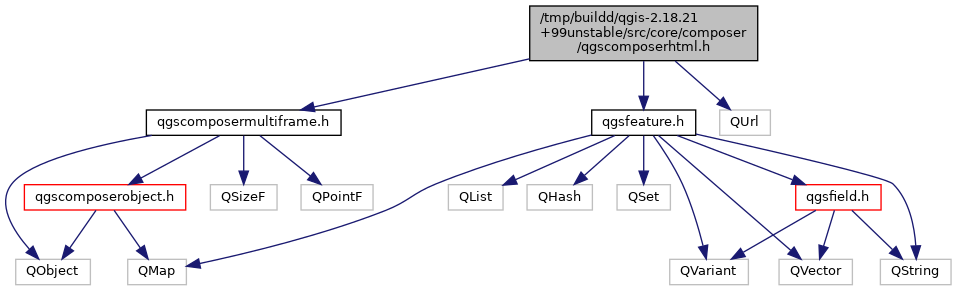 /tmp/buildd/qgis-2.18.21
+99unstable/src/core/composer
/qgscomposerhtml.h
qgscomposermultiframe.h
qgsfeature.h
QUrl
qgscomposerobject.h
QSizeF
QPointF
QList
QHash
QSet
qgsfield.h
QObject
QMap
QVariant
QVector
QString